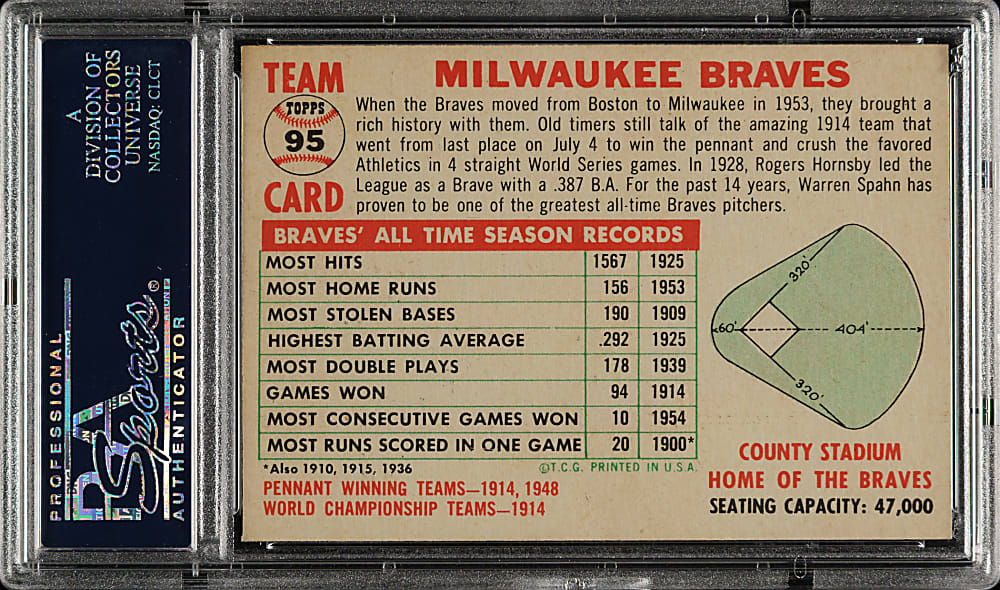 A
DIVISION OF
COLLECTORS
UNIVERSE
NASDAQ: CLCT
PROFESSIONAL
PSA
Sports®
AUTHENTICATOR
TEAM
TOPPS
95
CARD
MILWAUKEE BRAVES
When the Braves moved from Boston to Milwaukee in 1953, they brought a
rich history with them. Old timers still talk of the amazing 1914 team that
went from last place on July 4 to win the pennant and crush the favored
Athletics in 4 straight World Series games. In 1928, Rogers Hornsby led the
League as a Brave with a .387 B.A. For the past 14 years, Warren Spahn has
proven to be one of the greatest all-time Braves pitchers.
BRAVES' ALL TIME SEASON RECORDS
MOST HITS 1567 1925
MOST HOME RUNS 156 1953
MOST STOLEN BASES 190 1909
HIGHEST BATTING AVERAGE .292 1925
MOST DOUBLE PLAYS 178 1939
GAMES WON 94 1914
MOST CONSECUTIVE GAMES WON 10 1954
MOST RUNS SCORED IN ONE GAME 20 1900*
*Also 1910, 1915, 1936
©T.C.G. PRINTED IN U.S.A.
PENNANT WINNING TEAMS—1914, 1948
WORLD CHAMPIONSHIP TEAMS—1914
320'
60'
404'
320'
COUNTY STADIUM
HOME OF THE BRAVES
SEATING CAPACITY: 47,000